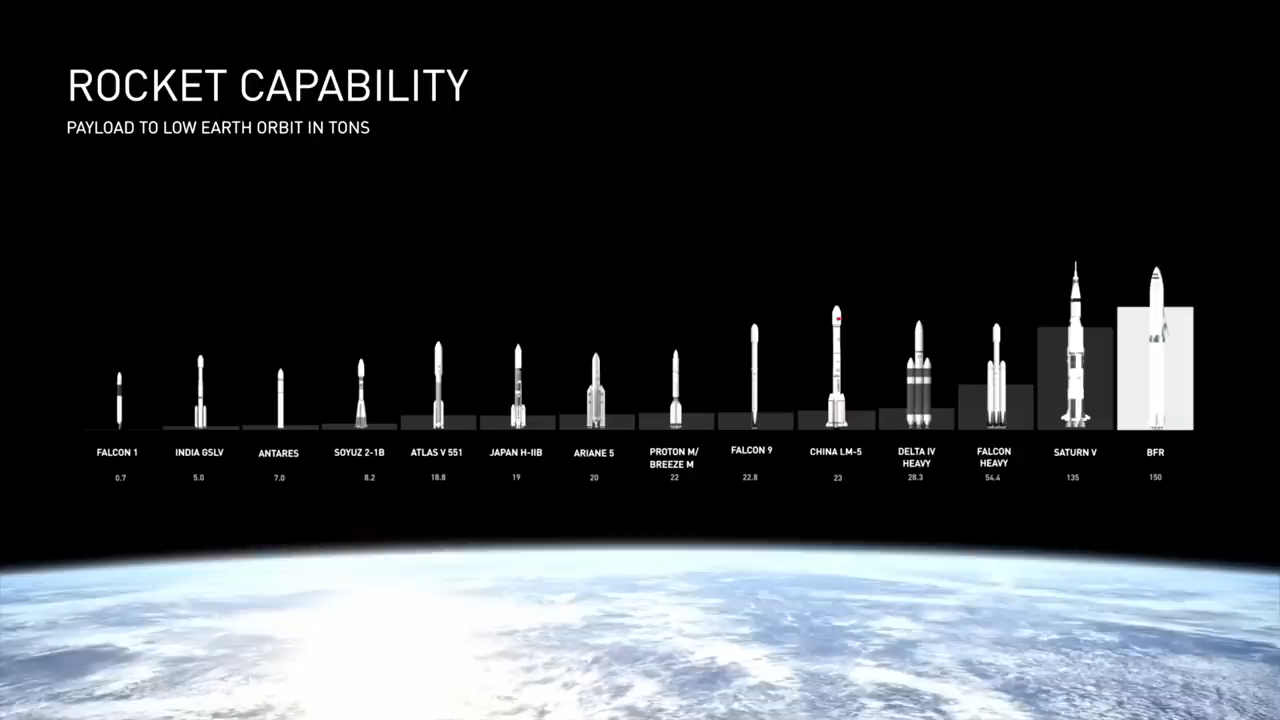 ROCKET CAPABILITY
PAYLOAD TO LOW EARTH ORBIT IN TONS
FALCON 1
0.7
INDIA GSLV
5.0
ANTARES
7.0
SOYUZ 2-1B
8.2
ATLAS V 551
18.8
JAPAN H-IIB
19
ARIANE 5
20
PROTON M/
BREEZE M
22
FALCON 9
22.8
CHINA LM-5
23
DELTA IV
HEAVY
28.3
FALCON
HEAVY
54.4
SATURN V
135
BFR
150